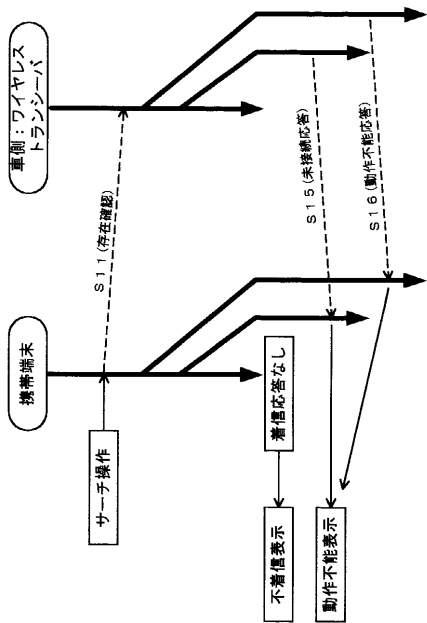 車側：ワイヤレス
トランシーバ
携帯端末
サーチ操作
S11(存在確認)
着信応答なし
不着信表示
S15(未接続応答)
S16(動作不能応答)
動作不能表示